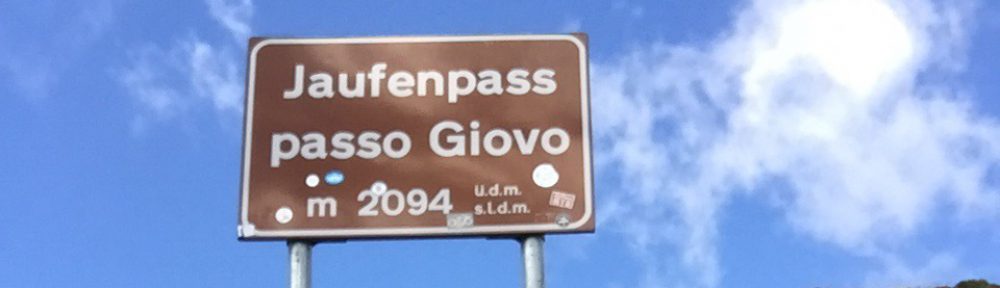 Jaufenpass
passo Giovo
m 2094 ü.d.m.
s.l.d.m.